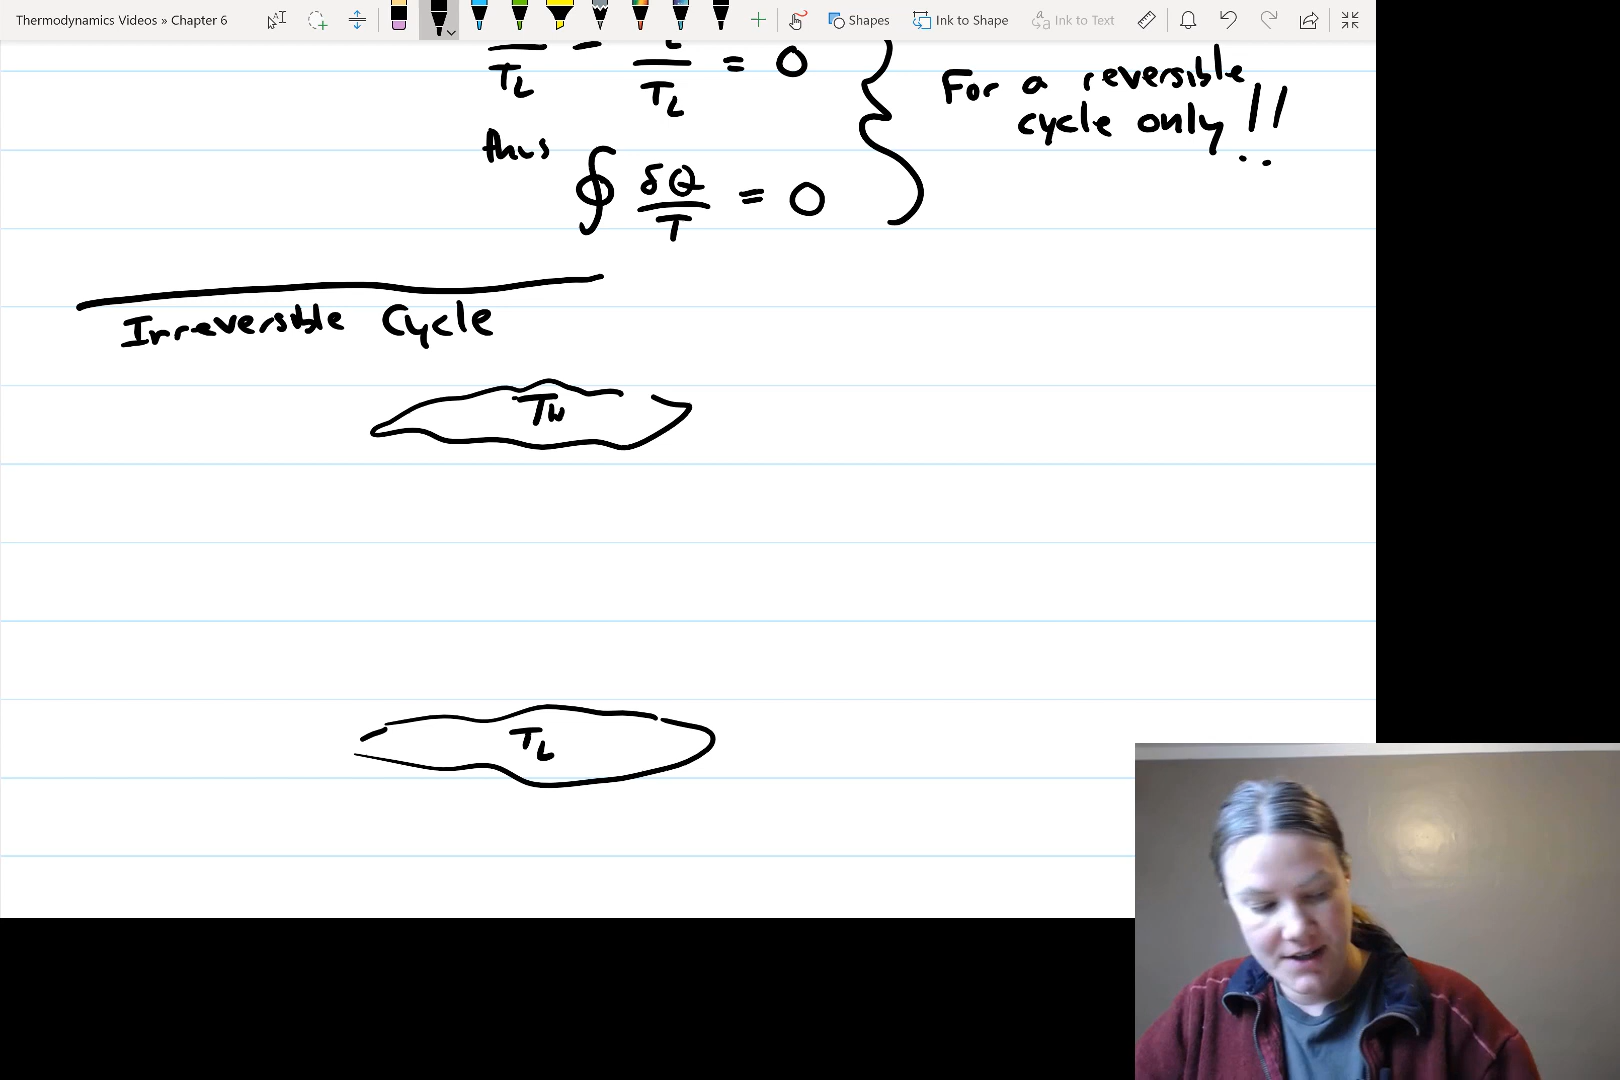 Thermodynamics Videos » Chapter 6
Shapes
Ink to Shape
Ink to Text
T_L - T_L = 0
For a reversible
cycle only!!
thus
∮ δQ/T = 0
Irreversible Cycle
T_H
T_L